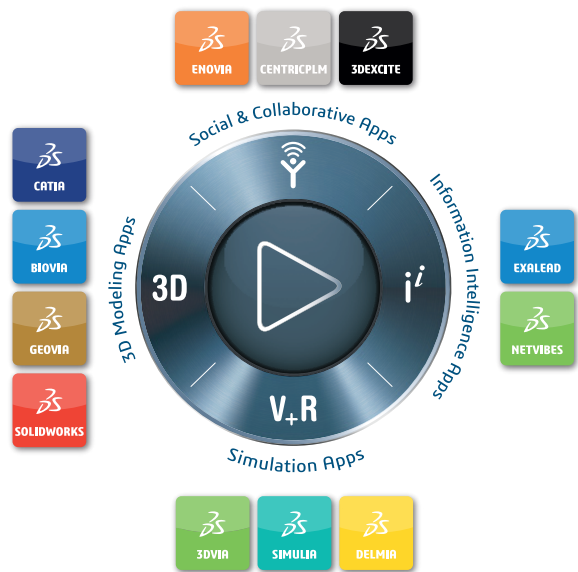 ENOVIA
CENTRICPLM
3DEXCITE
Social & Collaborative Apps
CATIA
BIOVIA
GEOVIA
SOLIDWORKS
3D Modeling Apps
3D
i i
Information Intelligence Apps
EXALEAD
NETVIBES
V+R
Simulation Apps
3DVIA
SIMULIA
DELMIA